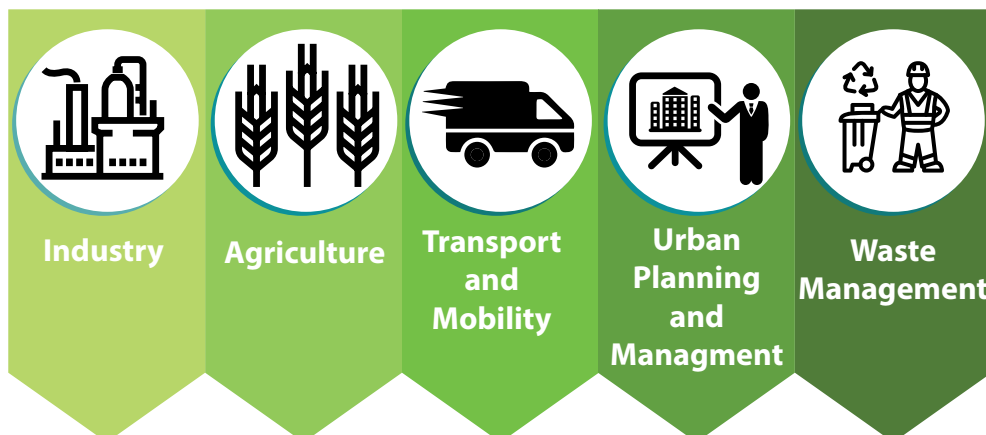 Industry
Agriculture
Transport
and
Mobility
Urban
Planning
and
Managment
Waste
Management